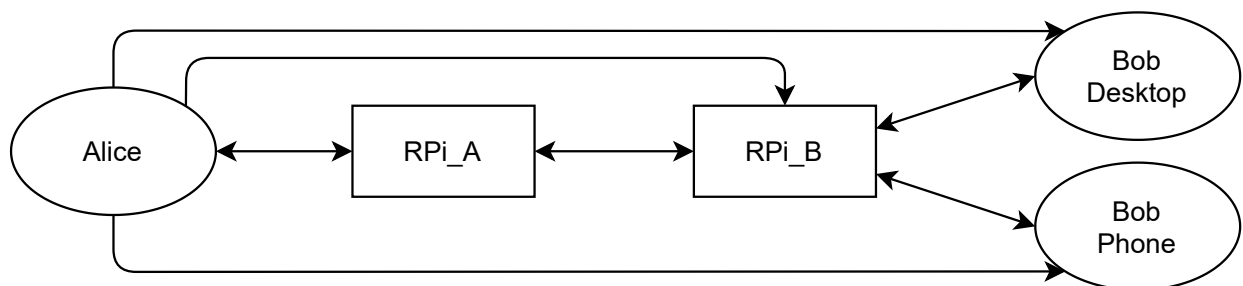 Alice
RPi_A
RPi_B
Bob
Desktop
Bob
Phone